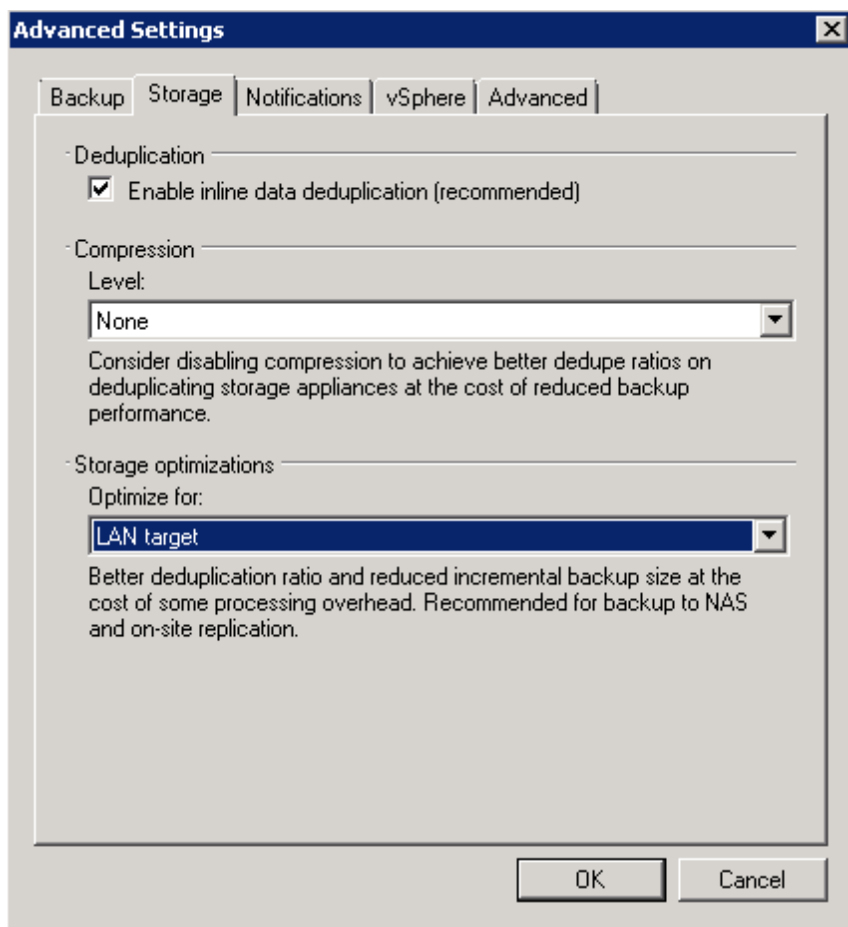 Advanced Settings
Backup Storage Notifications vSphere Advanced
Deduplication
Enable inline data deduplication (recommended)
Compression
Level:
None
Consider disabling compression to achieve better dedupe ratios on
deduplicating storage appliances at the cost of reduced backup
performance.
Storage optimizations
Optimize for:
LAN target
Better deduplication ratio and reduced incremental backup size at the
cost of some processing overhead. Recommended for backup to NAS
and on-site replication.
OK Cancel